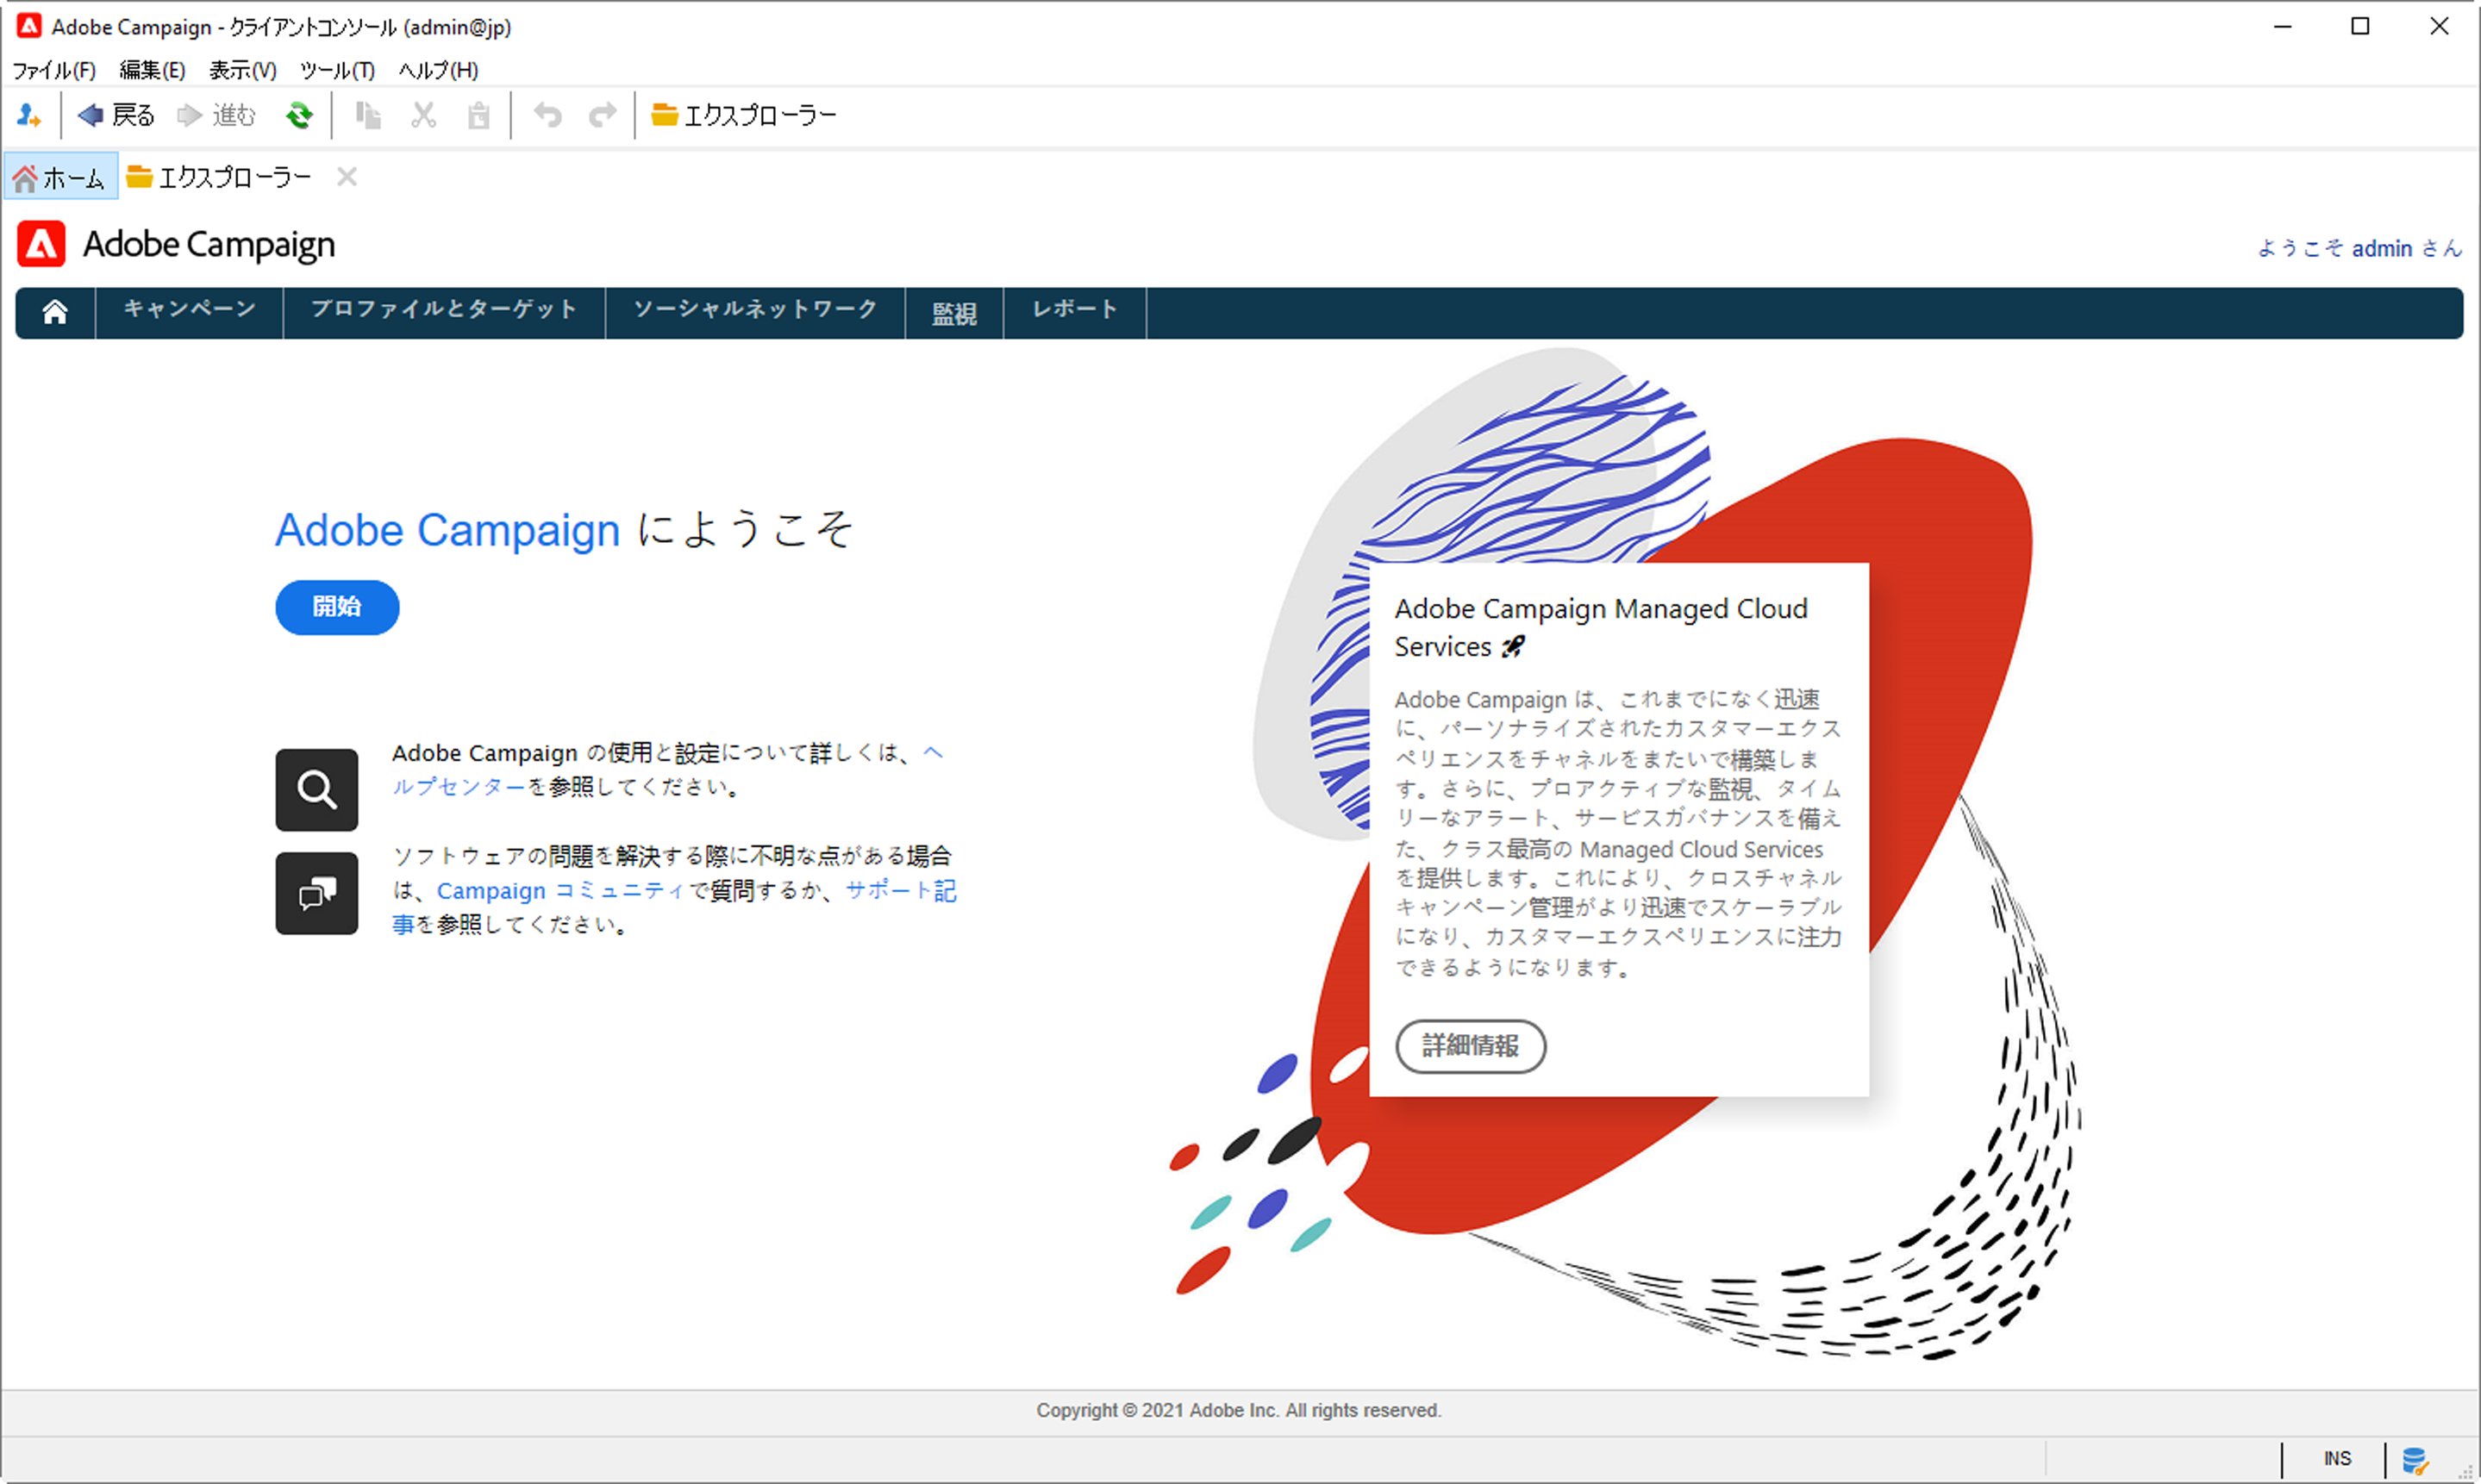 Adobe Campaign - クライアントコンソール (admin@jp)
ファイル(F) 編集(E) 表示(V) ツール(T) ヘルプ(H)
戻る 進む エクスプローラー
ホーム エクスプローラー
Adobe Campaign
ようこそ admin さん
キャンペーン プロファイルとターゲット ソーシャルネットワーク 監視 レポート
Adobe Campaign にようこそ
開始
Adobe Campaign の使用と設定について詳しくは、ヘ
ルプセンターを参照してください。
ソフトウェアの問題を解決する際に不明な点がある場合
は、Campaign コミュニティで質問するか、サポート記
事を参照してください。
Adobe Campaign Managed Cloud
Services
Adobe Campaign は、これまでになく迅速
に、パーソナライズされたカスタマーエクス
ペリエンスをチャネルをまたいで構築しま
す。さらに、プロアクティブな監視、タイム
リーなアラート、サービスガバナンスを備え
た、クラス最高の Managed Cloud Services
を提供します。これにより、クロスチャネル
キャンペーン管理がより迅速でスケーラブル
になり、カスタマーエクスペリエンスに注力
できるようになります。
詳細情報
Copyright © 2021 Adobe Inc. All rights reserved.
INS